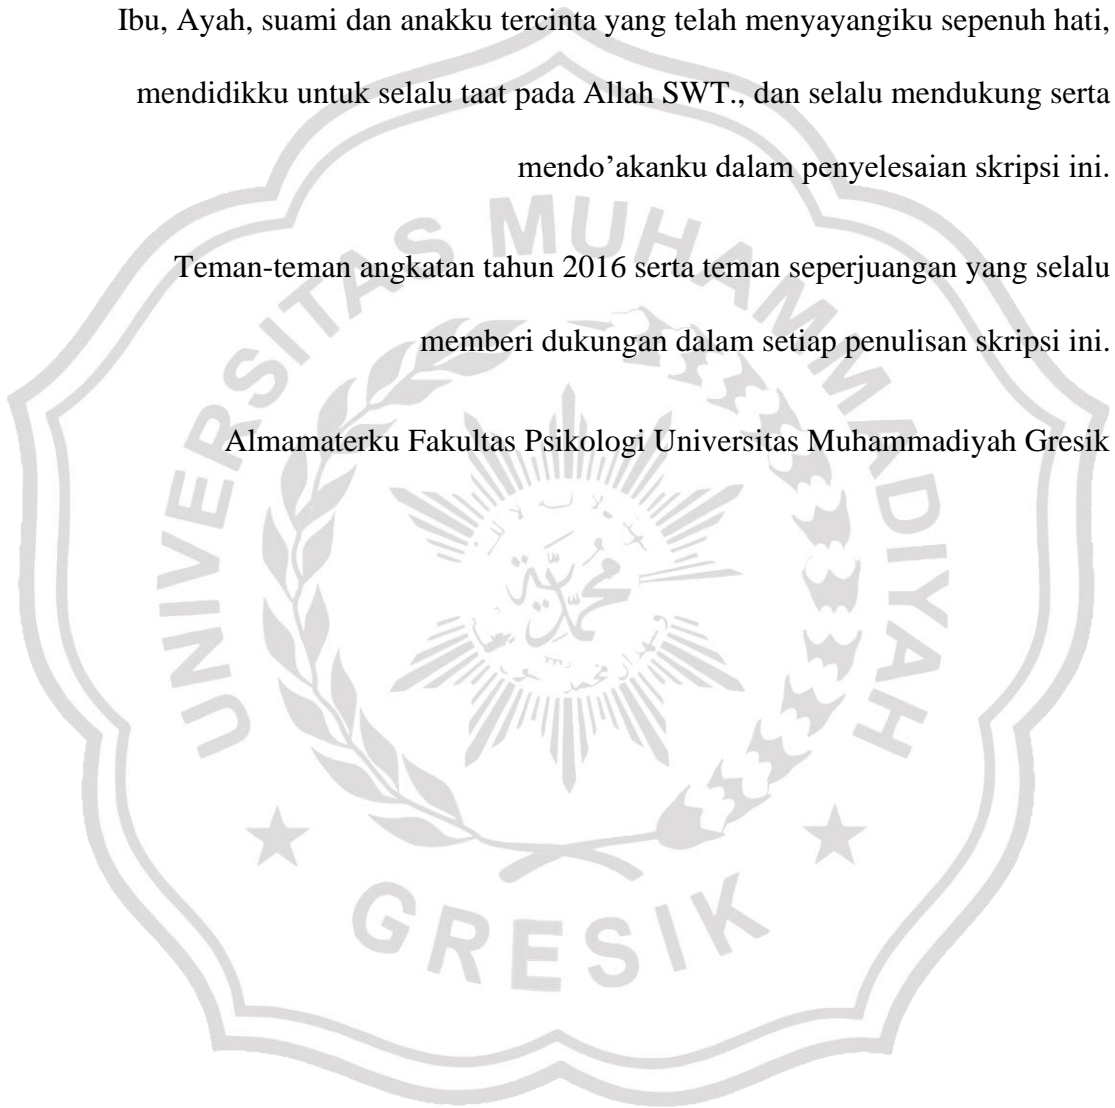 Ibu, Ayah, suami dan anakku tercinta yang telah menyayangiku sepenuh hati,
mendidikku untuk selalu taat pada Allah SWT., dan selalu mendukung serta
mendo’akanku dalam penyelesaian skripsi ini.
Teman-teman angkatan tahun 2016 serta teman seperjuangan yang selalu
memberi dukungan dalam setiap penulisan skripsi ini.
Almamaterku Fakultas Psikologi Universitas Muhammadiyah Gresik
UNIVERSITAS MUHAMMADIYAH
محمدية
GRESIK